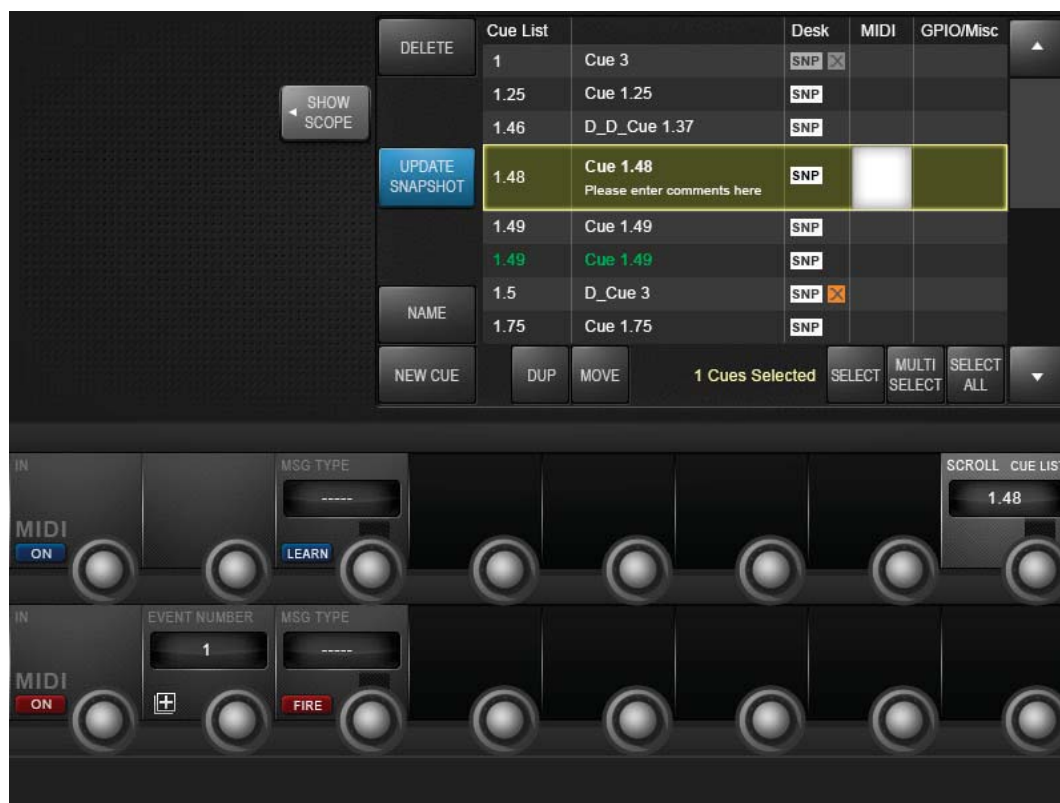 DELETE
Cue List Desk MIDI GPIO/Misc
1 Cue 3 SNP
SHOW SCOPE
1.25 Cue 1.25 SNP
1.46 D_D_Cue 1.37 SNP
UPDATE SNAPSHOT
1.48 Cue 1.48 SNP
Please enter comments here
1.49 Cue 1.49 SNP
1.49 Cue 1.49 SNP
NAME
1.5 D_Cue 3 SNP
1.75 Cue 1.75 SNP
NEW CUE DUP MOVE 1 Cues Selected SELECT MULTI SELECT SELECT ALL
IN MSG TYPE SCROLL CUE LIS
----- 1.48
MIDI
ON LEARN
IN EVENT NUMBER MSG TYPE
1 -----
MIDI
ON FIRE